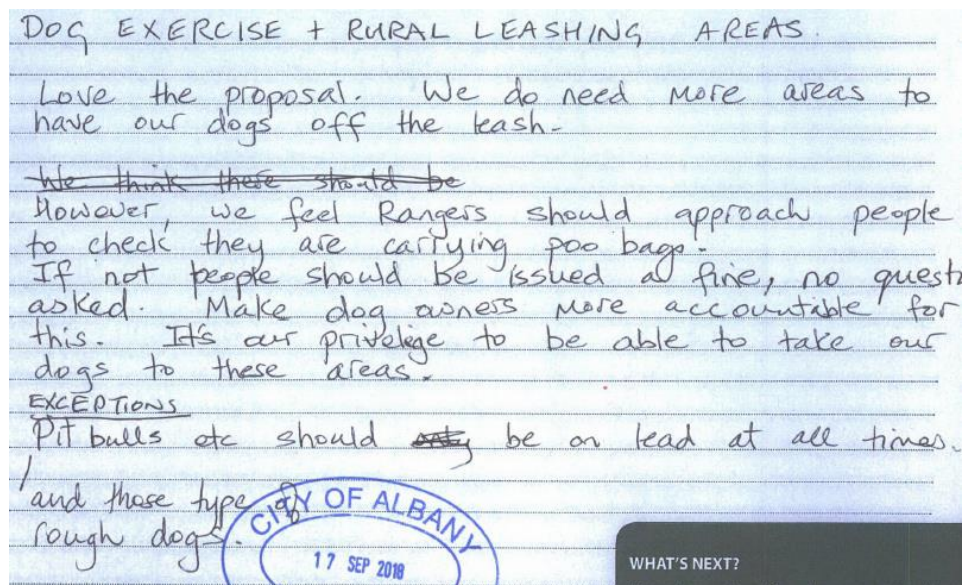 DOG EXERCISE + RURAL LEASHING AREAS.
Love the proposal. We do need more areas to
have our dogs off the leash.
We think there should be
However, we feel Rangers should approach people
to check they are carrying poo bags.
If not people should be issued a fine, no quest
asked. Make dog owners more accountable for
this. It's our privelige to be able to take our
dogs to these areas.
EXCEPTIONS
Pit bulls etc should only be on lead at all times.
and those type of
rough dogs.
CITY OF ALBANY
17 SEP 2018
WHAT'S NEXT?